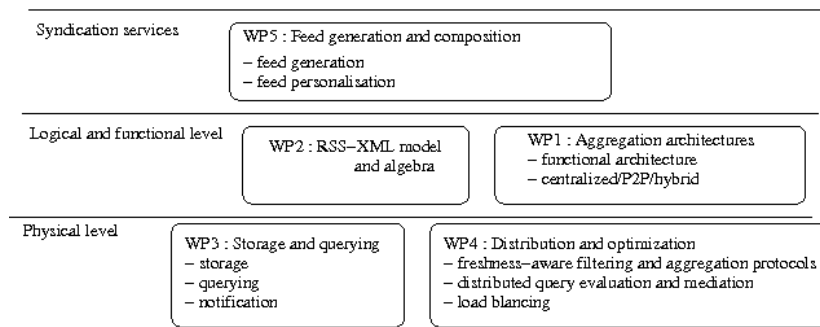 Syndication services
WP5 : Feed generation and composition
– feed generation
– feed personalisation
Logical and functional level
WP2 : RSS–XML model
and algebra
WP1 : Aggregation architectures
– functional architecture
– centralized/P2P/hybrid
Physical level
WP3 : Storage and querying
– storage
– querying
– notification
WP4 : Distribution and optimization
– freshness–aware filtering and aggregation protocols
– distributed query evaluation and mediation
– load blancing